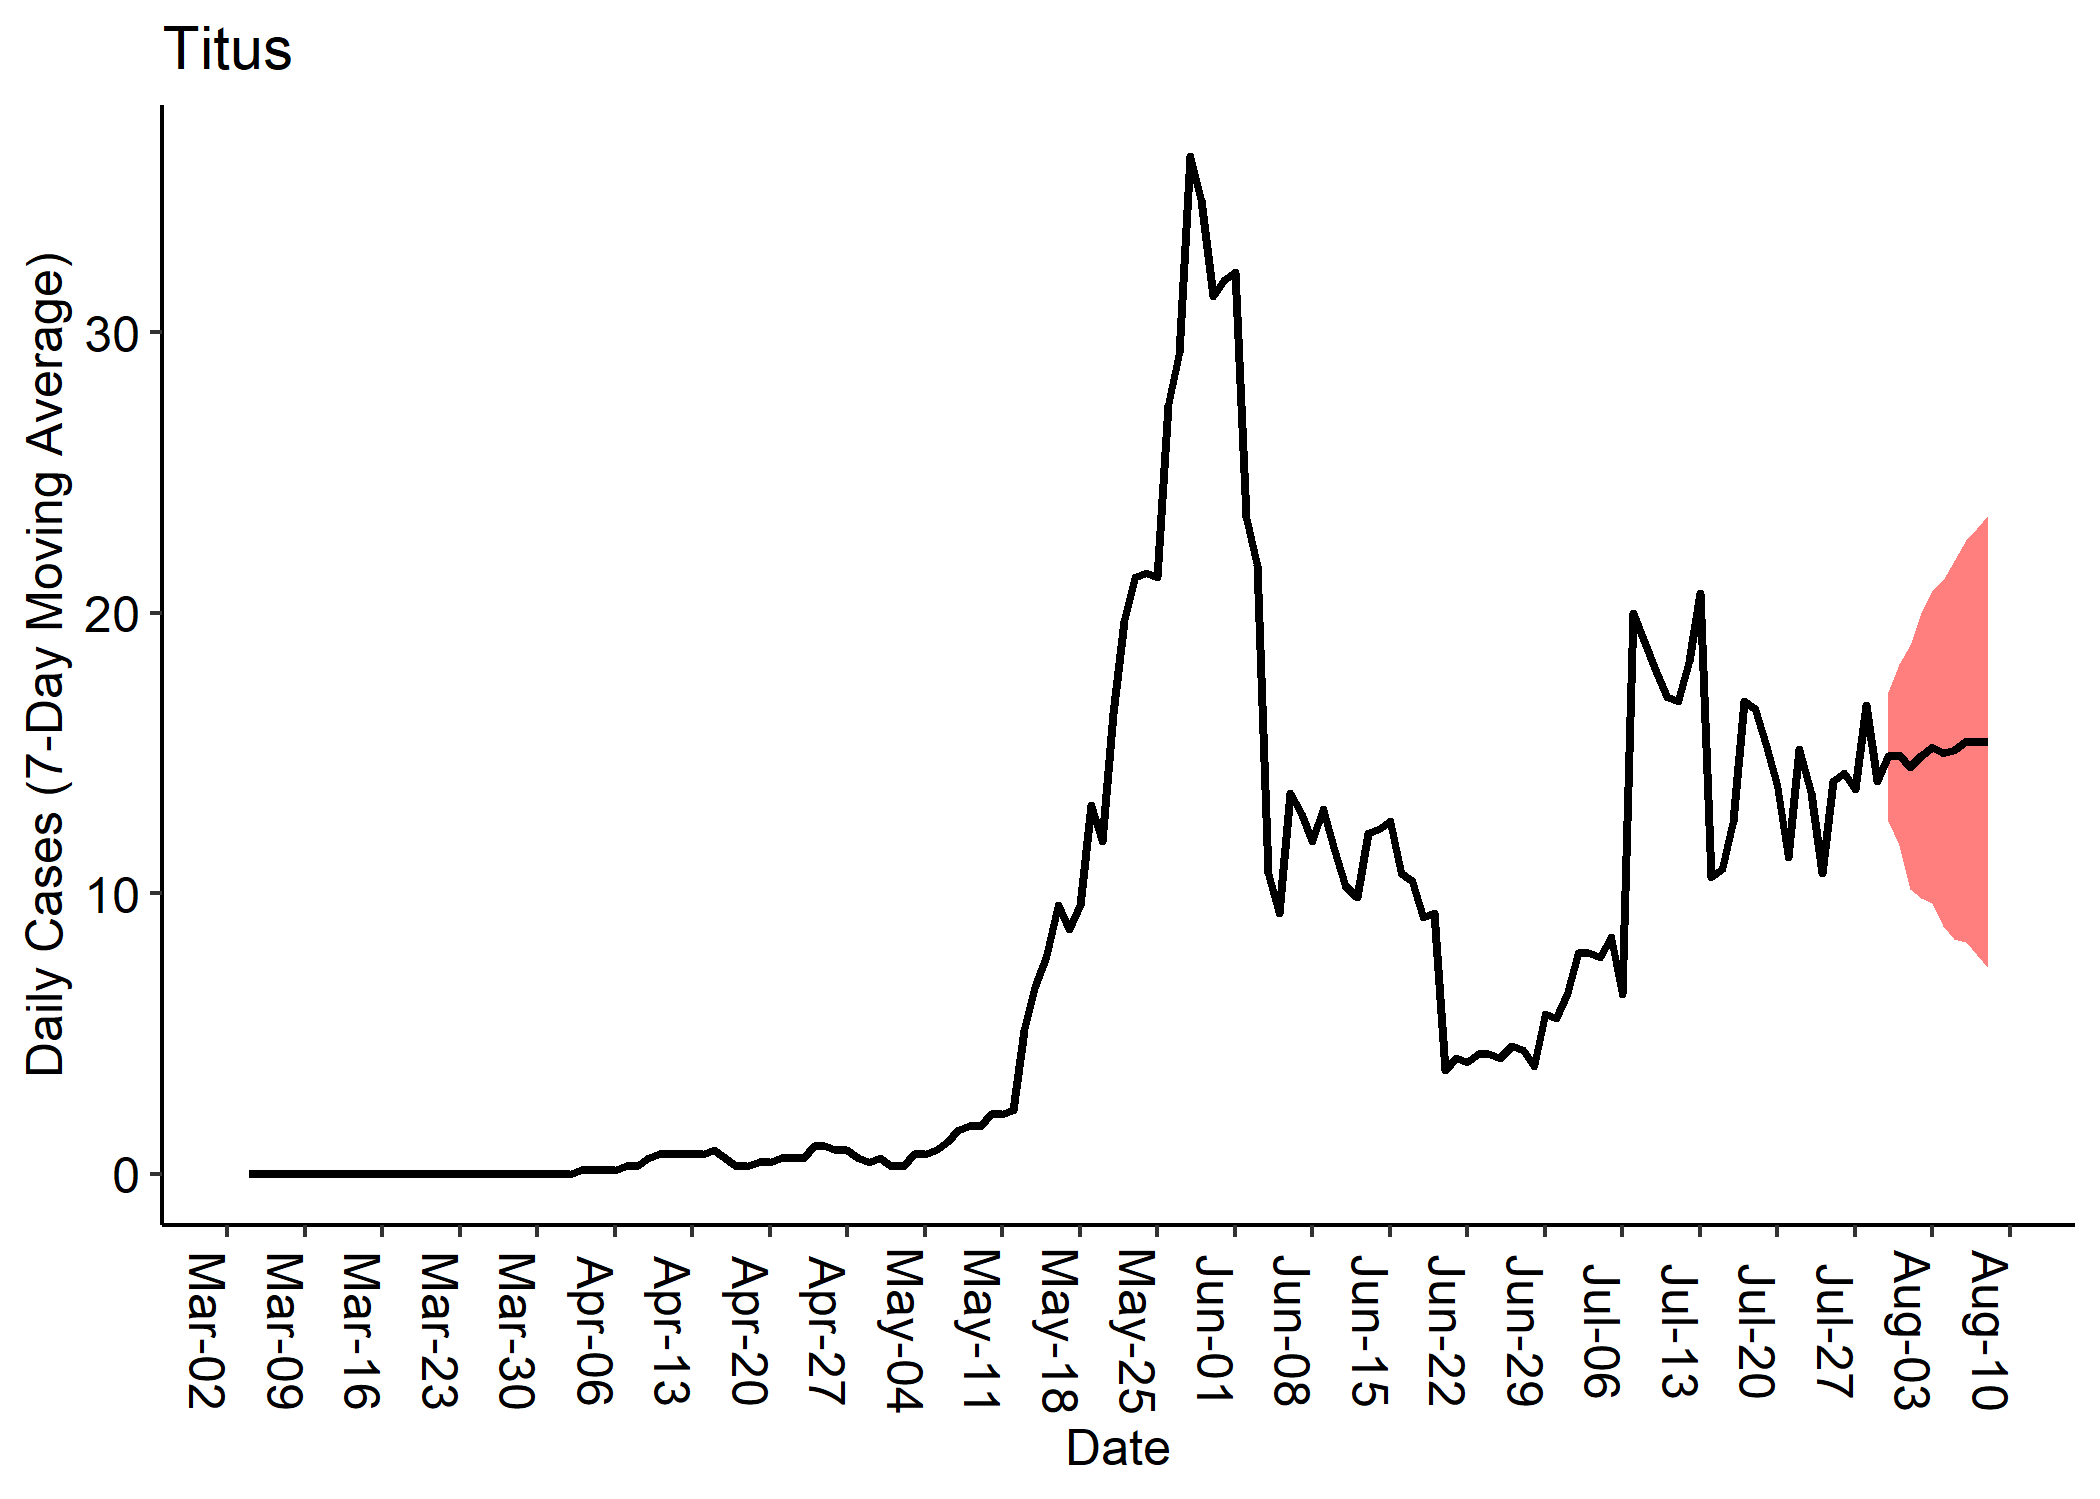 Titus
Daily Cases (7-Day Moving Average)
30
20
10
0
Mar-02
Mar-09
Mar-16
Mar-23
Mar-30
Apr-06
Apr-13
Apr-20
Apr-27
May-04
May-11
May-18
May-25
Jun-01
Jun-08
Jun-15
Jun-22
Jun-29
Jul-06
Jul-13
Jul-20
Jul-27
Aug-03
Aug-10
Date